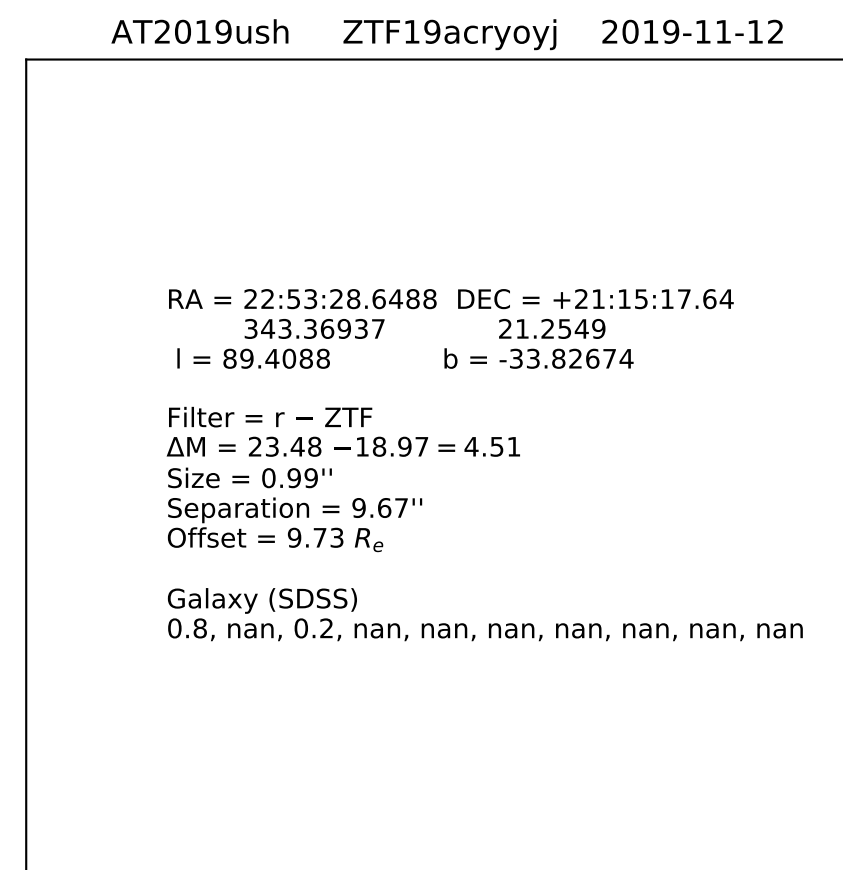 AT2019ush ZTF19acryoyj 2019-11-12
RA = 22:53:28.6488 DEC = +21:15:17.64
343.36937 21.2549
l = 89.4088 b = -33.82674
Filter = r − ZTF
ΔM = 23.48 −18.97 = 4.51
Size = 0.99''
Separation = 9.67''
Offset = 9.73 Rₑ
Galaxy (SDSS)
0.8, nan, 0.2, nan, nan, nan, nan, nan, nan, nan